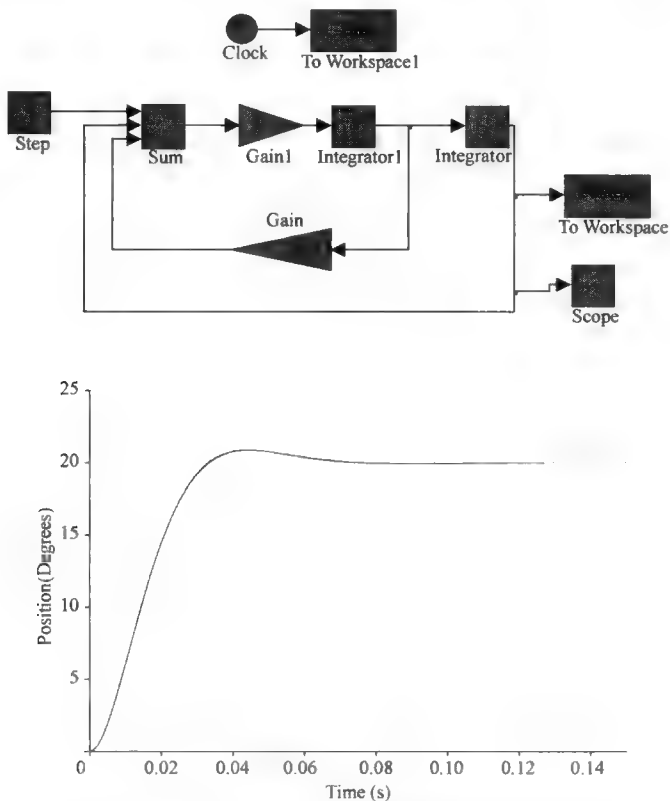 Clock
To Workspace1
Step
Sum
Gain1
Integrator1
Integrator
Gain
To Workspace
Scope
25
20
15
10
5
0
0.02
0.04
0.06
0.08
0.10
0.12
0.14
Position(Degrees)
Time (s)